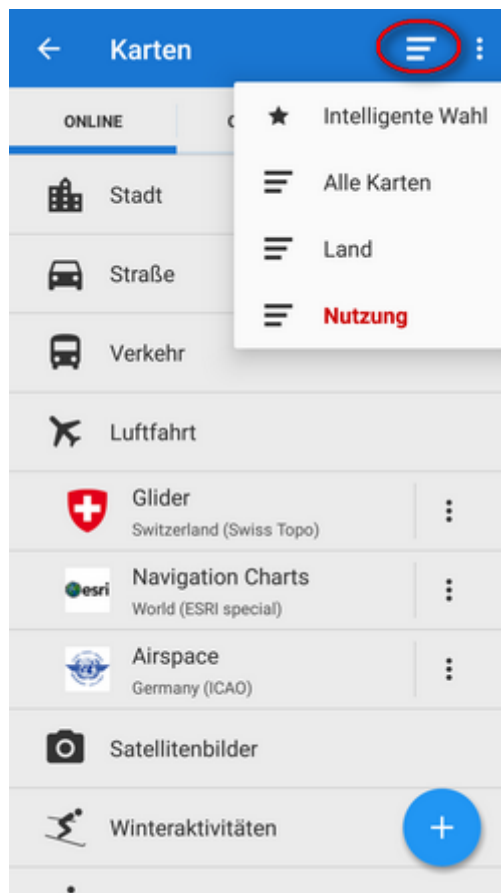 Karten
Intelligente Wahl
Alle Karten
Land
Nutzung
ONLINE
Stadt
Straße
Verkehr
Luftfahrt
Glider
Switzerland (Swiss Topo)
esri
Navigation Charts
World (ESRI special)
Airspace
Germany (ICAO)
Satellitenbilder
Winteraktivitäten